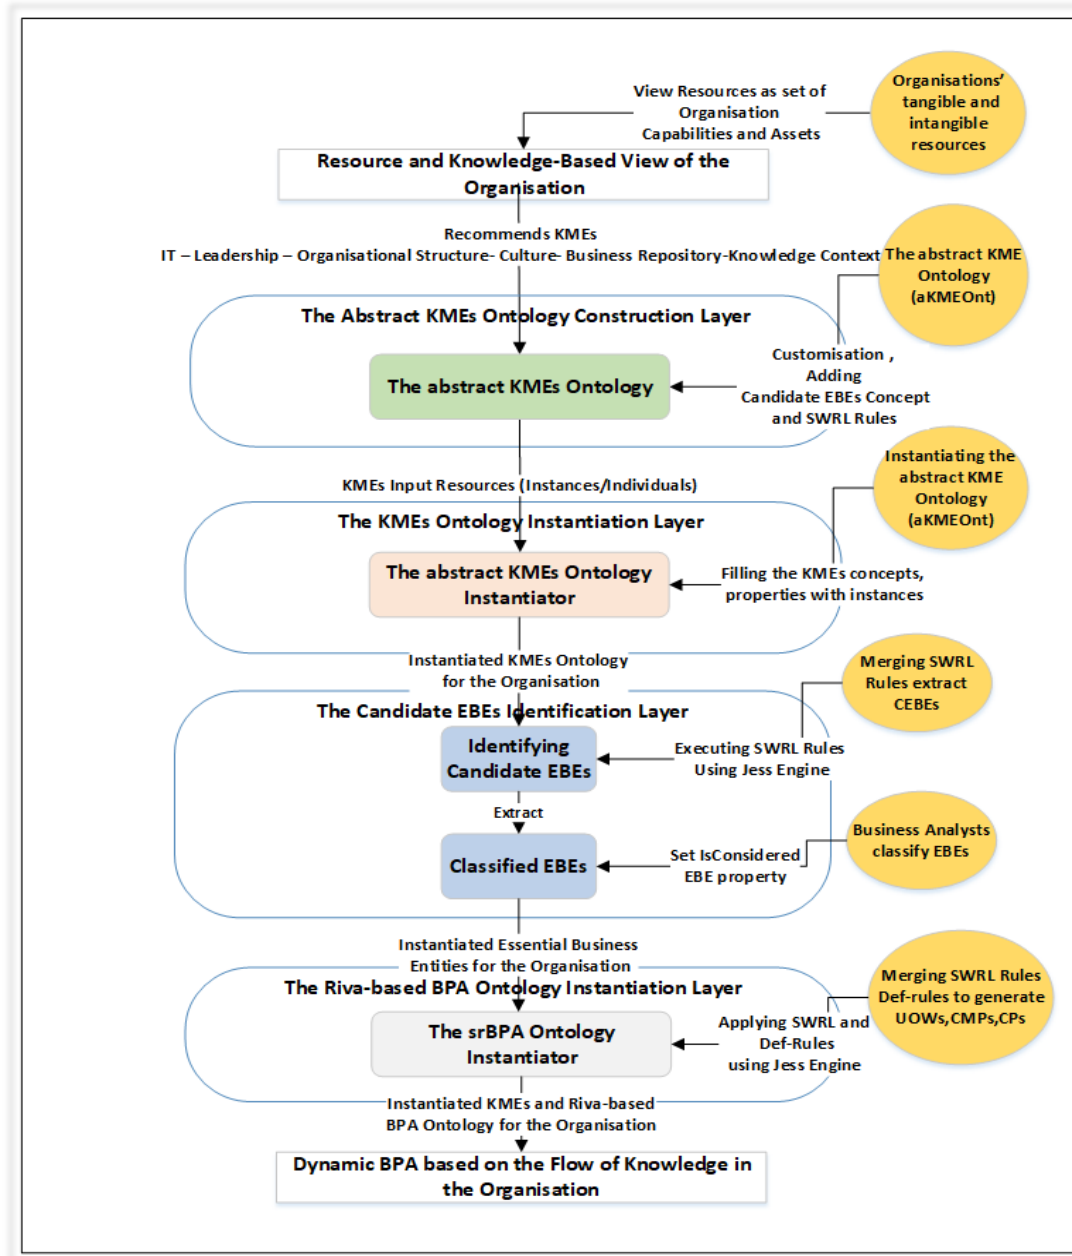 View Resources as set of
Organisation
Capabilities and Assets
Organisations’
tangible and
intangible
resources
Resource and Knowledge-Based View of the
Organisation
Recommends KMEs
IT – Leadership – Organisational Structure- Culture- Business Repository-Knowledge Context
The abstract KME
Ontology
(aKMEOnt)
The Abstract KMEs Ontology Construction Layer
The abstract KMEs Ontology
Customisation ,
Adding
Candidate EBEs Concept
and SWRL Rules
KMEs Input Resources (Instances/Individuals)
Instantiating the
abstract KME
Ontology
(aKMEOnt)
The KMEs Ontology Instantiation Layer
The abstract KMEs Ontology
Instantiator
Filling the KMEs concepts,
properties with instances
Instantiated KMEs Ontology
for the Organisation
Merging SWRL
Rules extract
CEBEs
The Candidate EBEs Identification Layer
Identifying
Candidate EBEs
Executing SWRL Rules
Using Jess Engine
Extract
Classified EBEs
Set IsConsidered
EBE property
Business Analysts
classify EBEs
Instantiated Essential Business
Entities for the Organisation
The Riva-based BPA Ontology Instantiation Layer
The srBPA Ontology
Instantiator
Applying SWRL and
Def-Rules
using Jess Engine
Merging SWRL Rules
Def-rules to generate
UOWs,CMPs,CPs
Instantiated KMEs and Riva-based
BPA Ontology for the Organisation
Dynamic BPA based on the Flow of Knowledge in
the Organisation